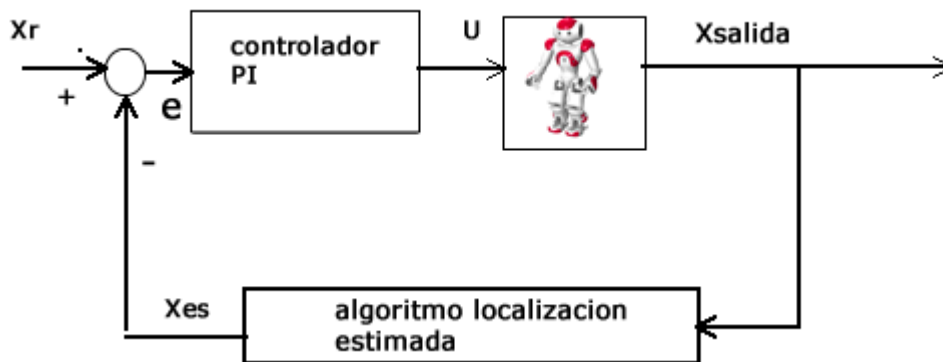 Xr
+
-
e
controlador
PI
U
Xsalida
Xes
algoritmo localizacion
estimada